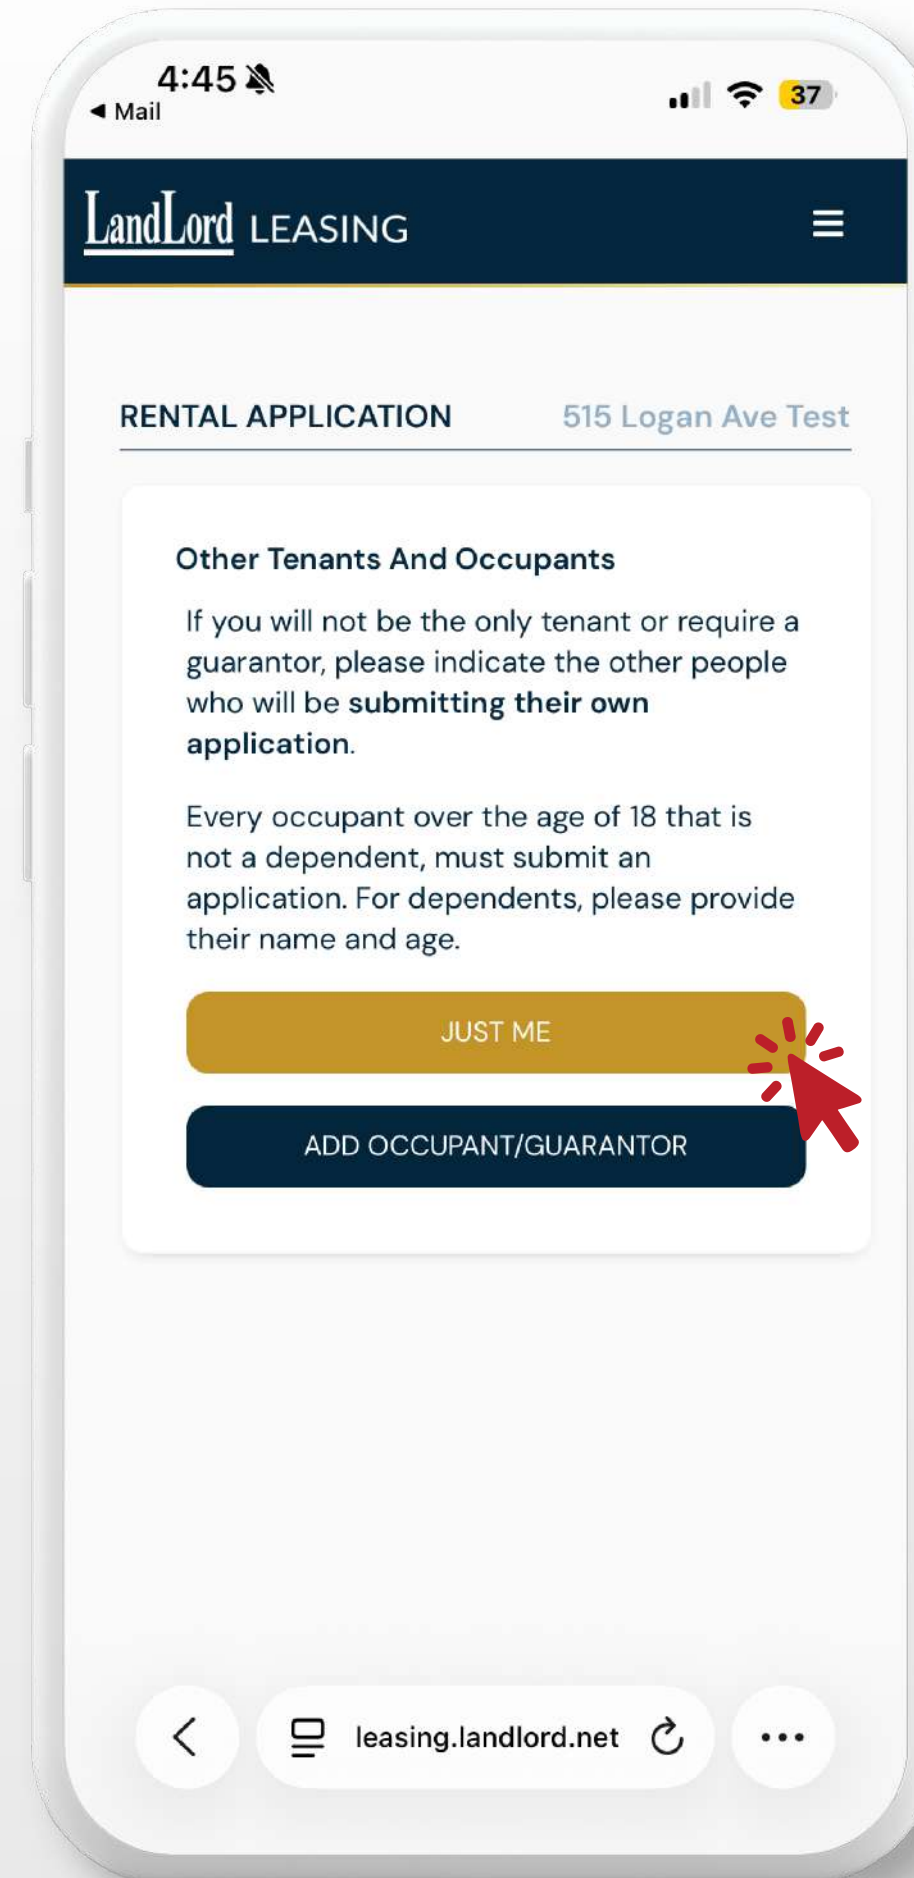 4:45
Mail
37
LandLord LEASING
RENTAL APPLICATION 515 Logan Ave Test
Other Tenants And Occupants
If you will not be the only tenant or require a
guarantor, please indicate the other people
who will be submitting their own
application.
Every occupant over the age of 18 that is
not a dependent, must submit an
application. For dependents, please provide
their name and age.
JUST ME
ADD OCCUPANT/GUARANTOR
leasing.landlord.net